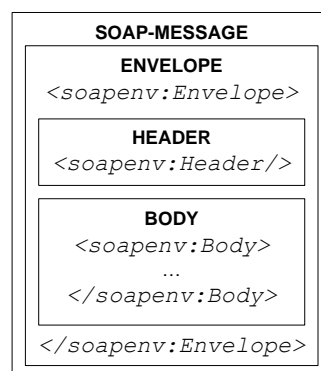 SOAP-MESSAGE
ENVELOPE
<soapenv:Envelope>
HEADER
<soapenv:Header/>
BODY
<soapenv:Body>
...
</soapenv:Body>
</soapenv:Envelope>